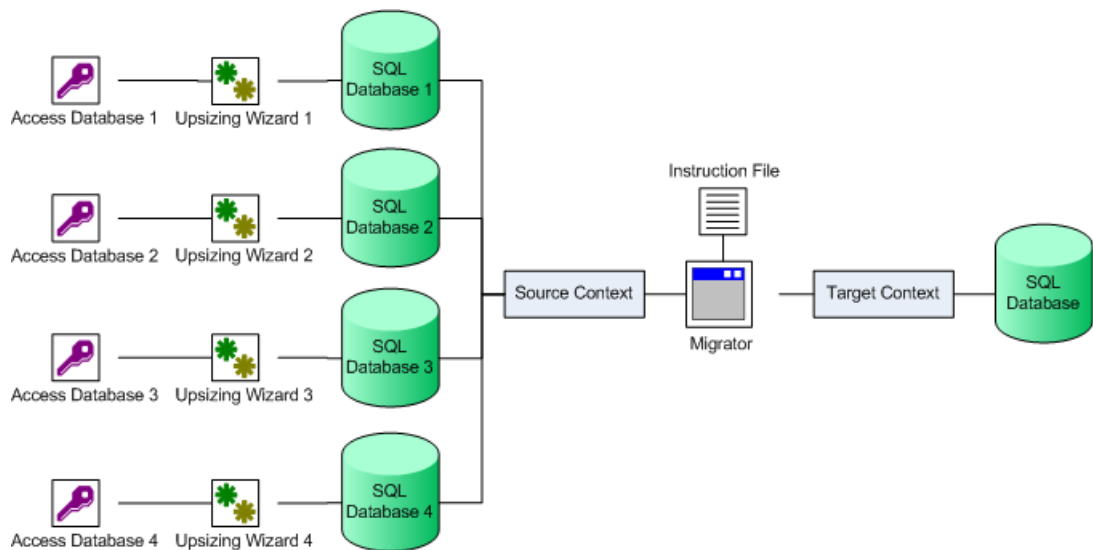 SQL
Database 1
Access Database 1
Upsizing Wizard 1
SQL
Database 2
Access Database 2
Upsizing Wizard 2
SQL
Database 3
Access Database 3
Upsizing Wizard 3
SQL
Database 4
Access Database 4
Upsizing Wizard 4
Source Context
Instruction File
Migrator
Target Context
SQL
Database